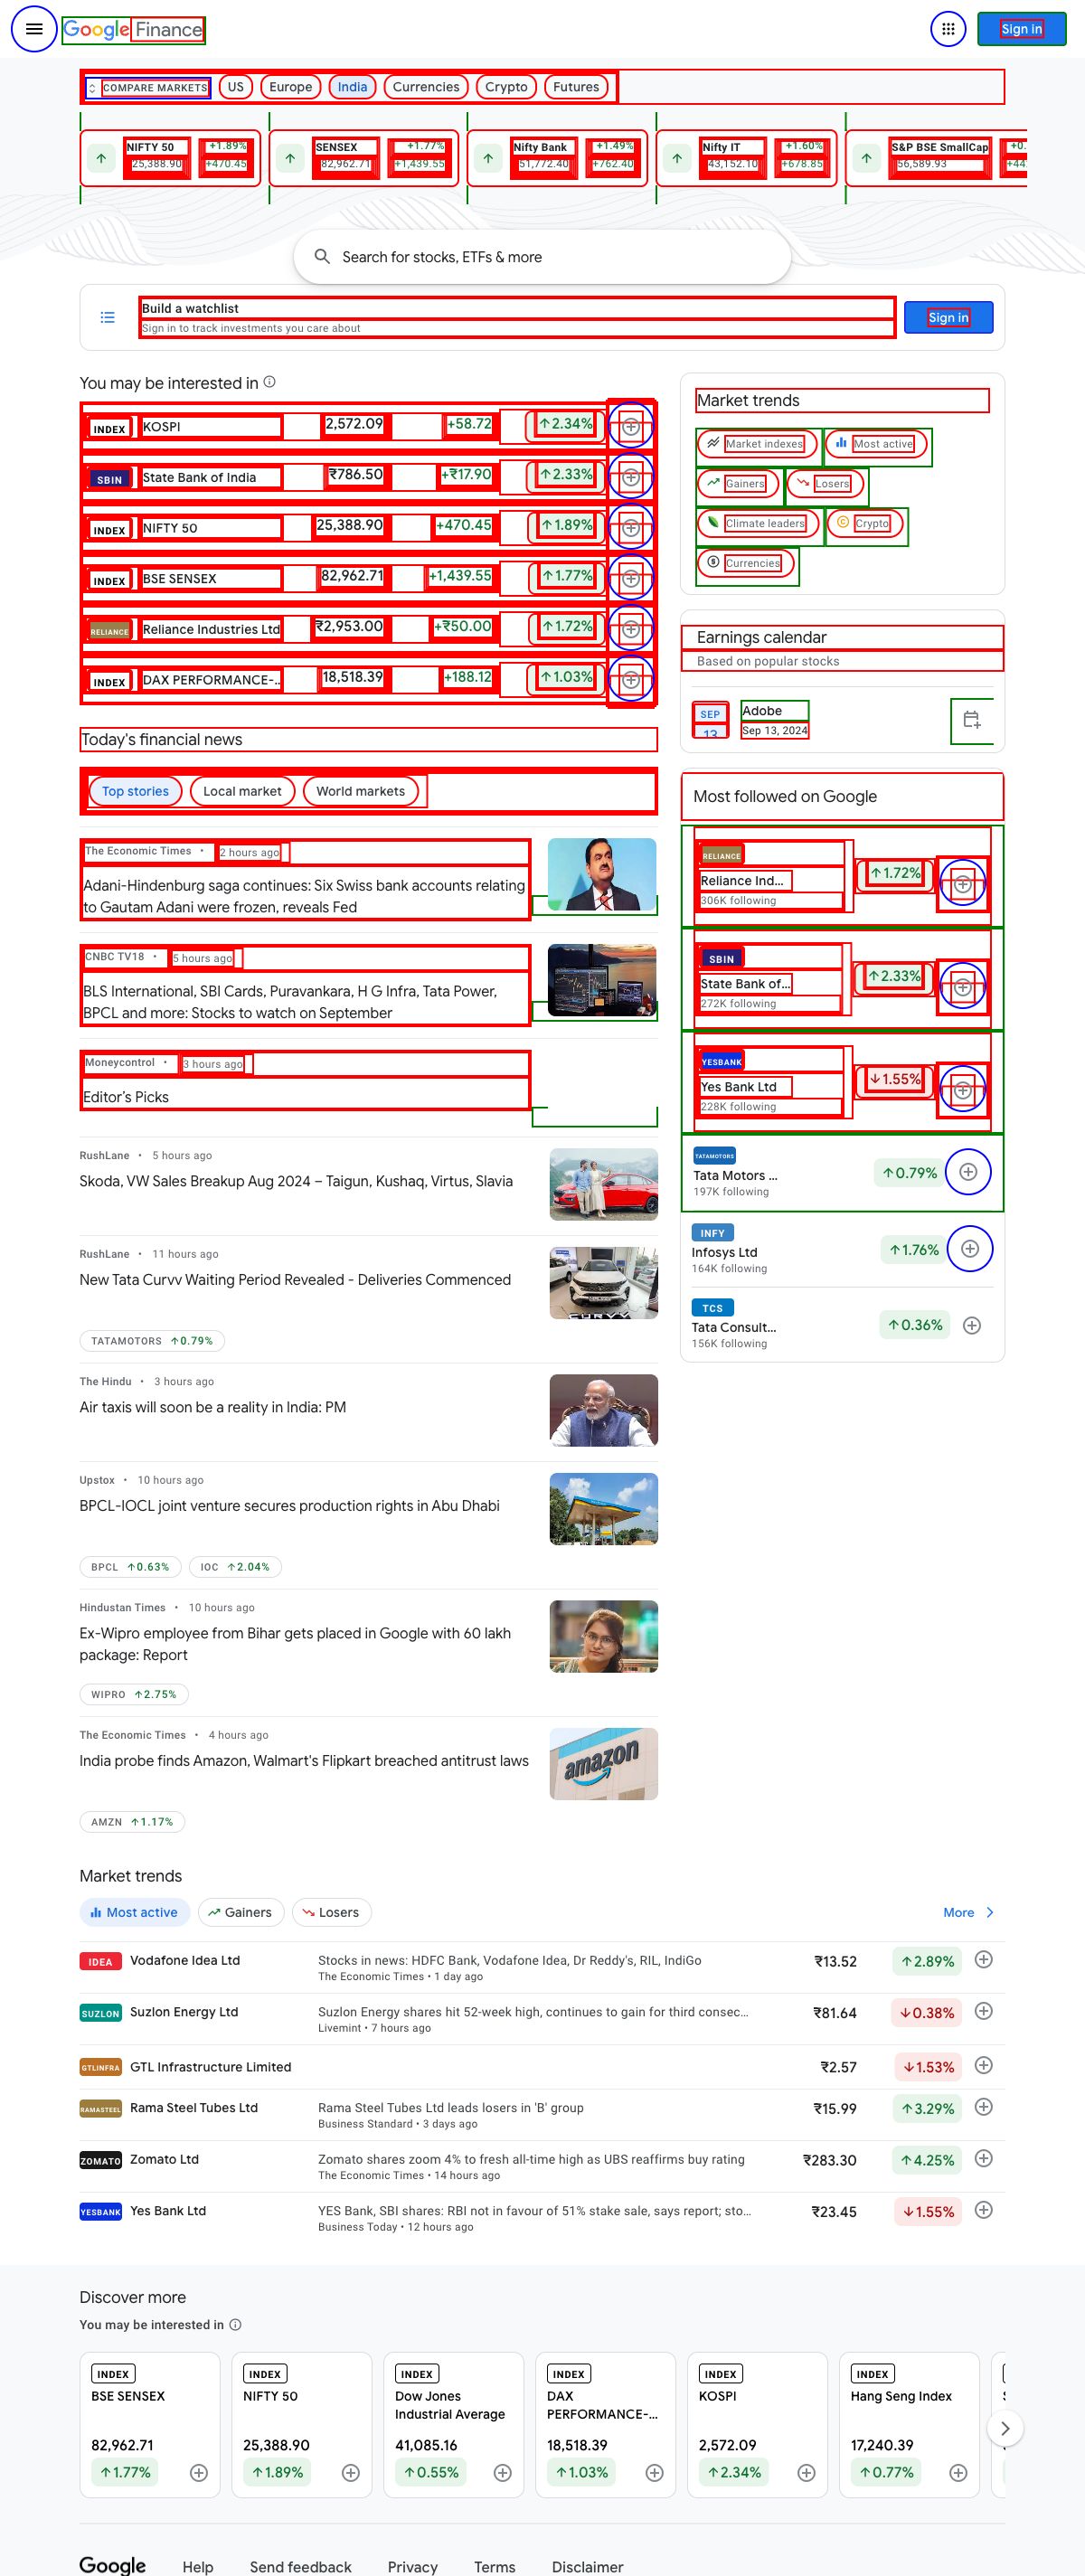 Google Finance
Sign in
COMPARE MARKETS
US
Europe
India
Currencies
Crypto
Futures
NIFTY 50
25,388.90
+1.89%
+470.45
SENSEX
82,962.71
+1.77%
+1,439.55
Nifty Bank
51,772.40
+1.49%
+762.40
Nifty IT
43,152.10
+1.60%
+678.85
S&P BSE SmallCap
56,589.93
Search for stocks, ETFs & more
Build a watchlist
Sign in to track investments you care about
Sign in
You may be interested in
INDEX KOSPI 2,572.09 +58.72 2.34%
SBIN State Bank of India ₹786.50 +₹17.90 2.33%
INDEX NIFTY 50 25,388.90 +470.45 1.89%
INDEX BSE SENSEX 82,962.71 +1,439.55 1.77%
RELIANCE Reliance Industries Ltd ₹2,953.00 +₹50.00 1.72%
INDEX DAX PERFORMANCE-... 18,518.39 +188.12 1.03%
Today's financial news
Top stories
Local market
World markets
The Economic Times • 2 hours ago
Adani-Hindenburg saga continues: Six Swiss bank accounts relating
to Gautam Adani were frozen, reveals Fed
CNBC TV18 • 5 hours ago
BLS International, SBI Cards, Puravankara, H G Infra, Tata Power,
BPCL and more: Stocks to watch on September
Moneycontrol • 3 hours ago
Editor's Picks
RushLane • 5 hours ago
Skoda, VW Sales Breakup Aug 2024 – Taigun, Kushaq, Virtus, Slavia
RushLane • 11 hours ago
New Tata Curvv Waiting Period Revealed - Deliveries Commenced
CURVV
TATAMOTORS 0.79%
The Hindu • 3 hours ago
Air taxis will soon be a reality in India: PM
Upstox • 10 hours ago
BPCL-IOCL joint venture secures production rights in Abu Dhabi
BPCL 0.63%
IOC 2.04%
Hindustan Times • 10 hours ago
Ex-Wipro employee from Bihar gets placed in Google with 60 lakh
package: Report
WIPRO 2.75%
The Economic Times • 4 hours ago
India probe finds Amazon, Walmart's Flipkart breached antitrust laws
amazon
AMZN 1.17%
Market trends
Market indexes
Most active
Gainers
Losers
Climate leaders
Crypto
Currencies
Earnings calendar
Based on popular stocks
SEP
13
Adobe
Sep 13, 2024
Most followed on Google
RELIANCE
Reliance Ind... 1.72%
306K following
SBIN
State Bank of... 2.33%
272K following
YESBANK
Yes Bank Ltd 1.55%
228K following
TATAMOTORS
Tata Motors ... 0.79%
197K following
INFY
Infosys Ltd 1.76%
164K following
TCS
Tata Consult... 0.36%
156K following
Market trends
Most active
Gainers
Losers
More
IDEA Vodafone Idea Ltd Stocks in news: HDFC Bank, Vodafone Idea, Dr Reddy's, RIL, IndiGo ₹13.52 2.89%
The Economic Times • 1 day ago
SUZLON Suzlon Energy Ltd Suzlon Energy shares hit 52-week high, continues to gain for third consec... ₹81.64 0.38%
Livemint • 7 hours ago
GTLINFRA GTL Infrastructure Limited ₹2.57 1.53%
RAMASTEEL Rama Steel Tubes Ltd Rama Steel Tubes Ltd leads losers in 'B' group ₹15.99 3.29%
Business Standard • 3 days ago
ZOMATO Zomato Ltd Zomato shares zoom 4% to fresh all-time high as UBS reaffirms buy rating ₹283.30 4.25%
The Economic Times • 14 hours ago
YESBANK Yes Bank Ltd YES Bank, SBI shares: RBI not in favour of 51% stake sale, says report; sto... ₹23.45 1.55%
Business Today • 12 hours ago
Discover more
You may be interested in
INDEX
BSE SENSEX
82,962.71
1.77%
INDEX
NIFTY 50
25,388.90
1.89%
INDEX
Dow Jones
Industrial Average
41,085.16
0.55%
INDEX
DAX
PERFORMANCE-...
18,518.39
1.03%
INDEX
KOSPI
2,572.09
2.34%
INDEX
Hang Seng Index
17,240.39
0.77%
Google
Help
Send feedback
Privacy
Terms
Disclaimer